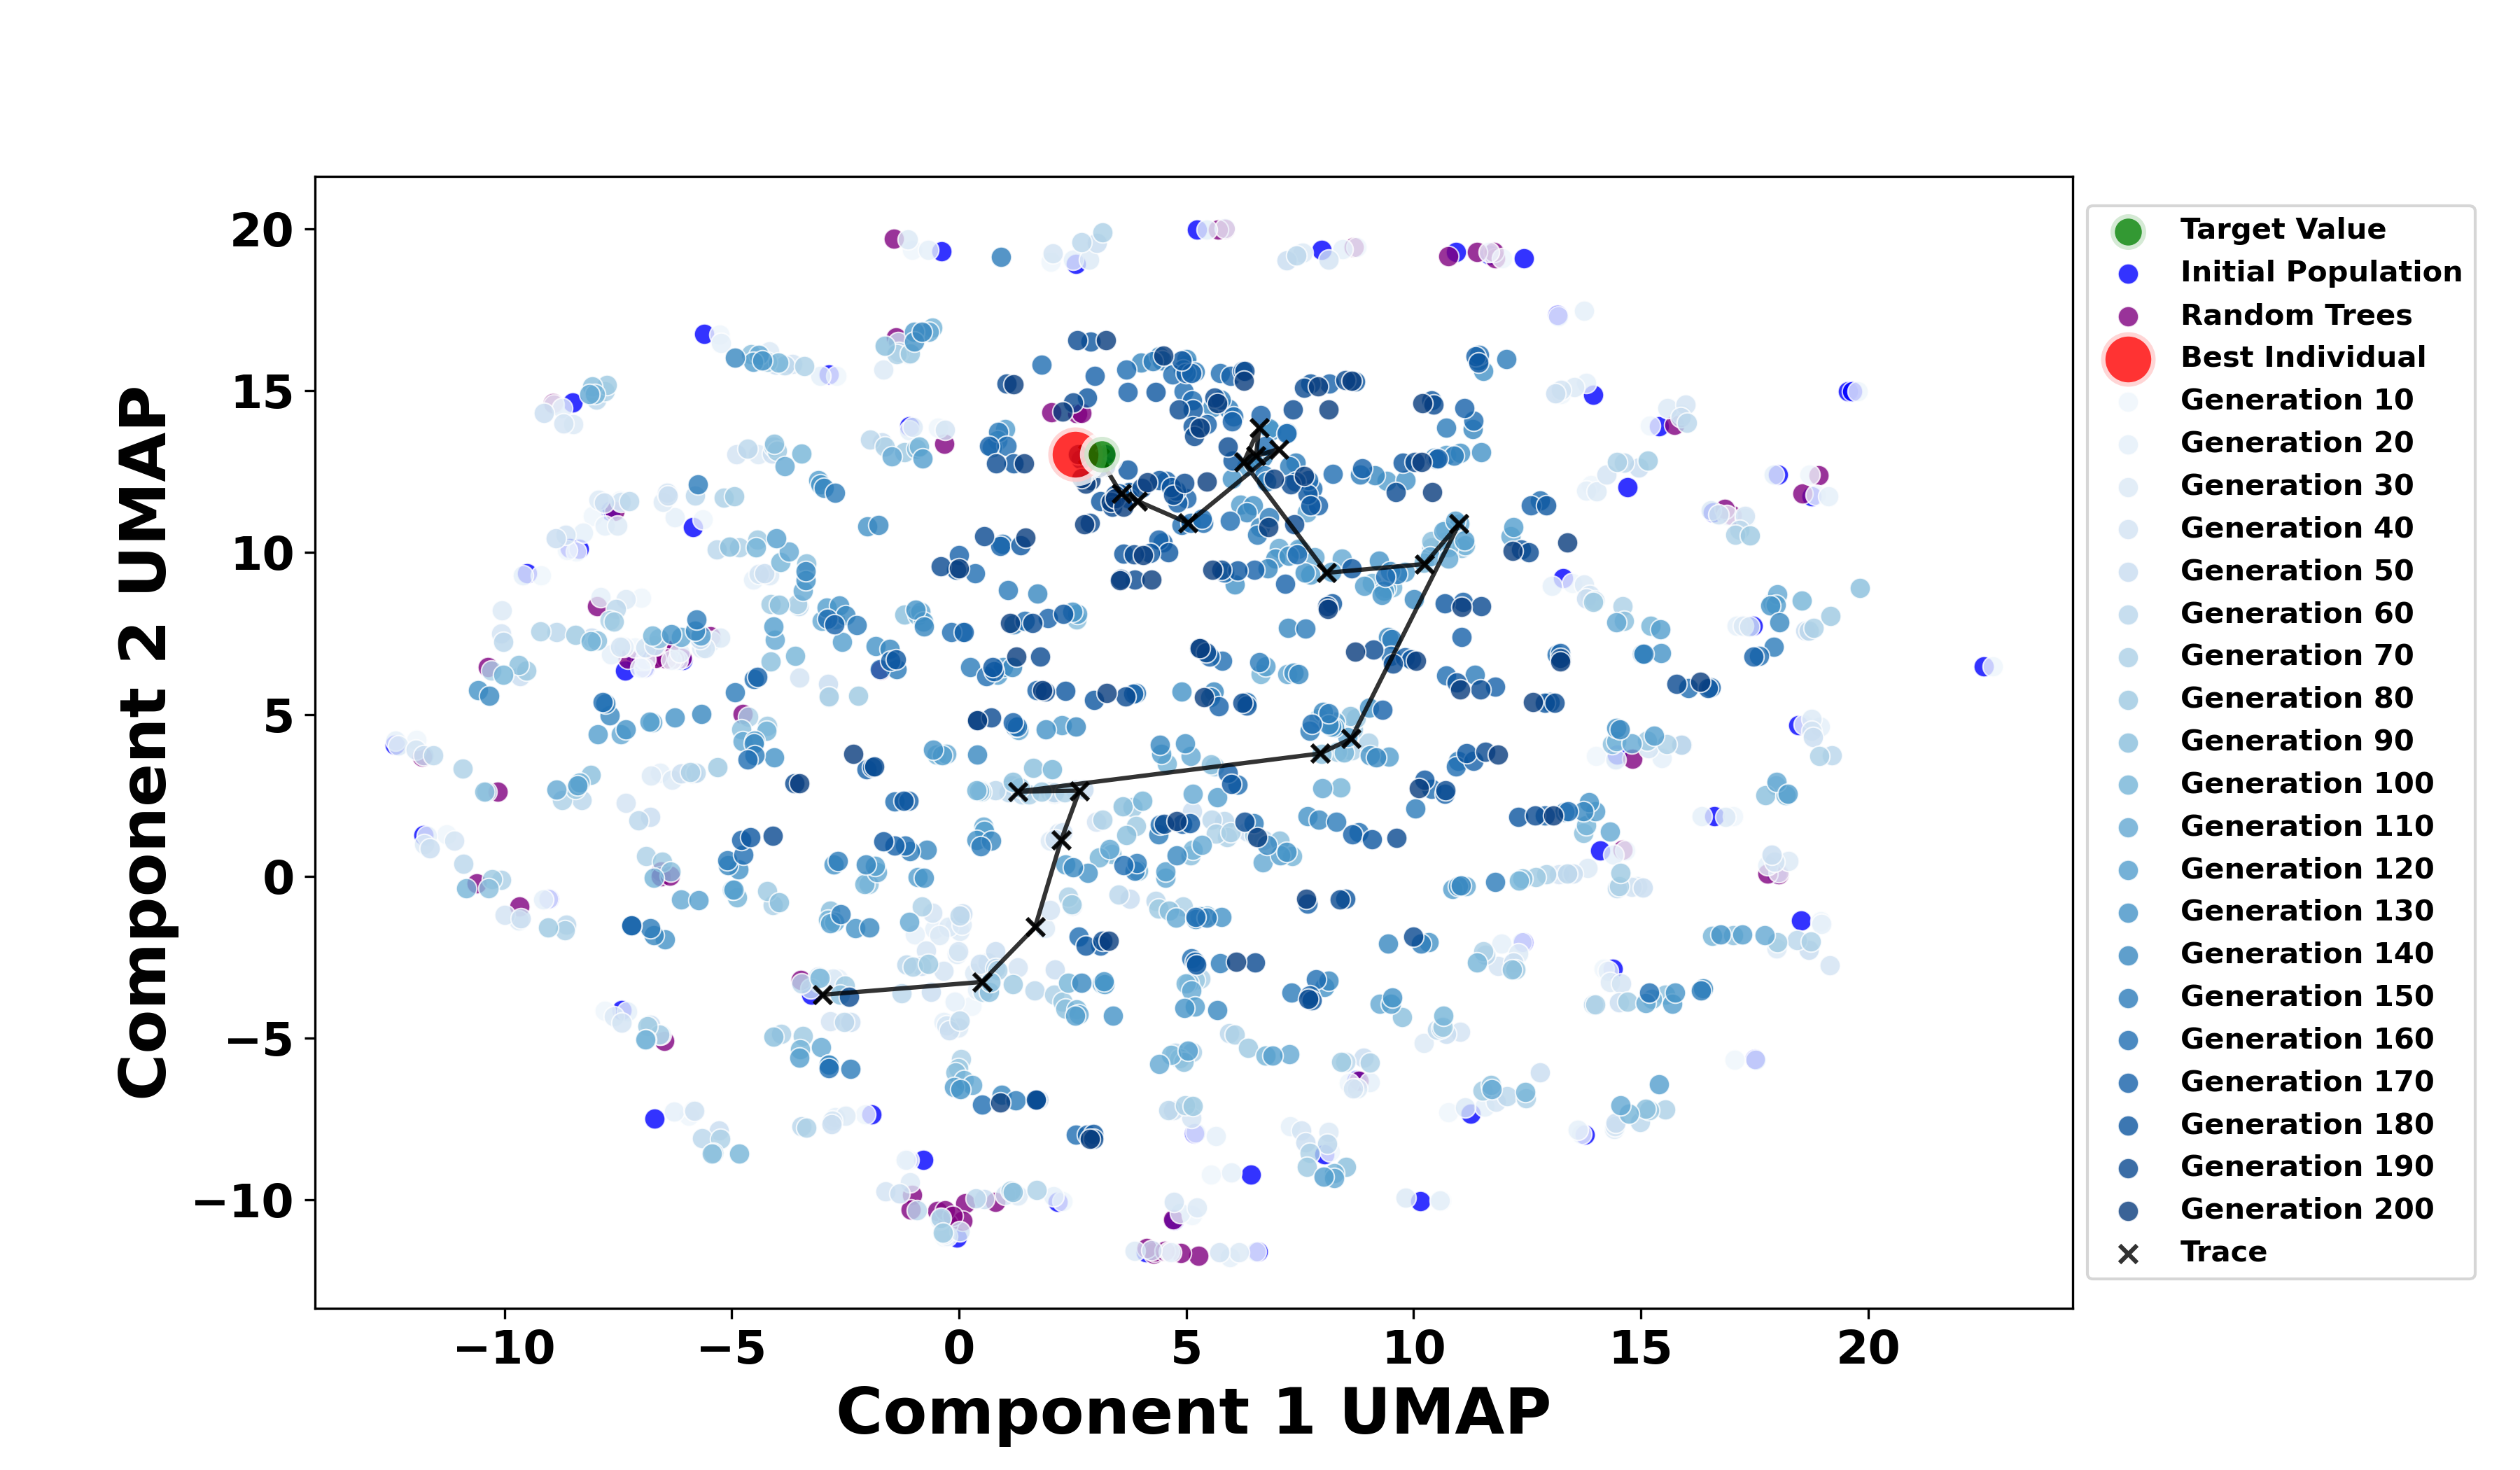 20
15
10
5
0
−5
−10
Component 2 UMAP
−10
−5
0
5
10
15
20
Component 1 UMAP
Target Value
Initial Population
Random Trees
Best Individual
Generation 10
Generation 20
Generation 30
Generation 40
Generation 50
Generation 60
Generation 70
Generation 80
Generation 90
Generation 100
Generation 110
Generation 120
Generation 130
Generation 140
Generation 150
Generation 160
Generation 170
Generation 180
Generation 190
Generation 200
Trace